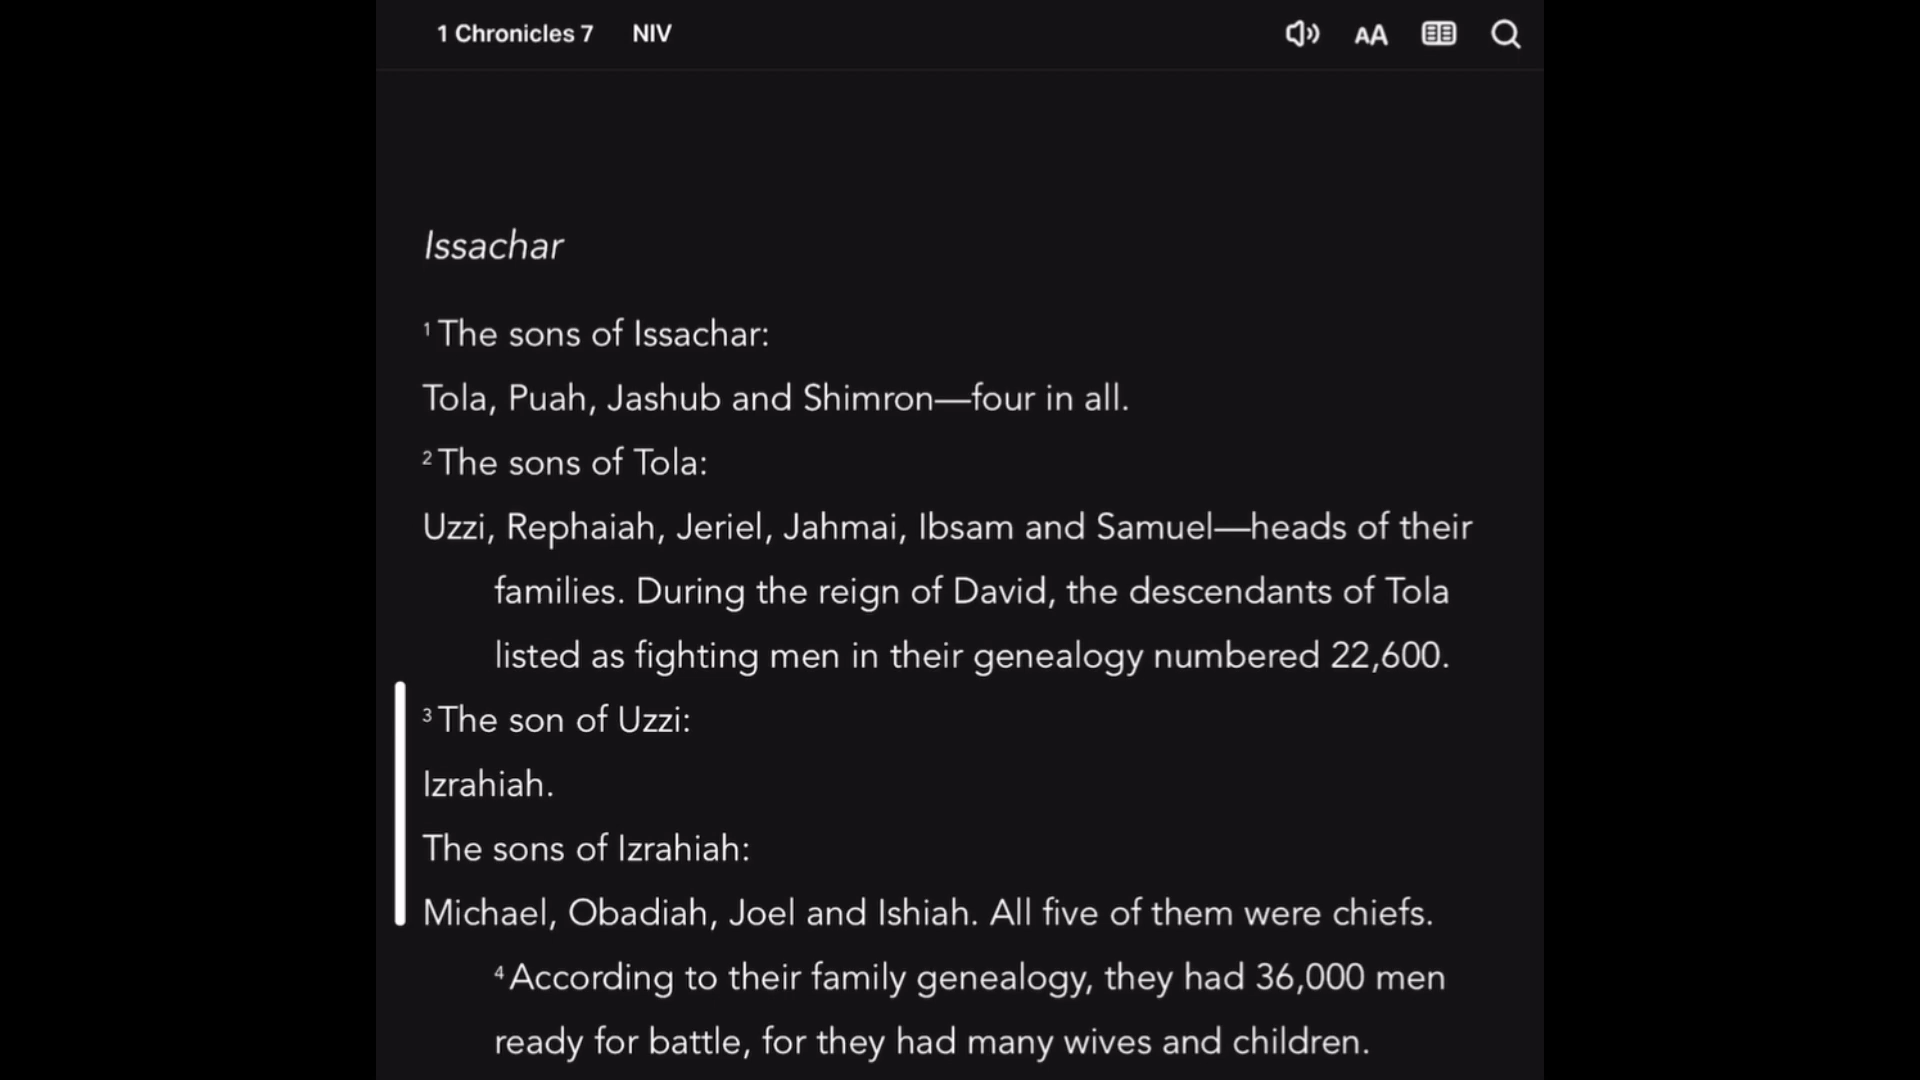 1 Chronicles 7 NIV AA
Issachar
1 The sons of Issachar:
Tola, Puah, Jashub and Shimron—four in all.
2 The sons of Tola:
Uzzi, Rephaiah, Jeriel, Jahmai, Ibsam and Samuel—heads of their
families. During the reign of David, the descendants of Tola
listed as fighting men in their genealogy numbered 22,600.
3 The son of Uzzi:
Izrahiah.
The sons of Izrahiah:
Michael, Obadiah, Joel and Ishiah. All five of them were chiefs.
4 According to their family genealogy, they had 36,000 men
ready for battle, for they had many wives and children.